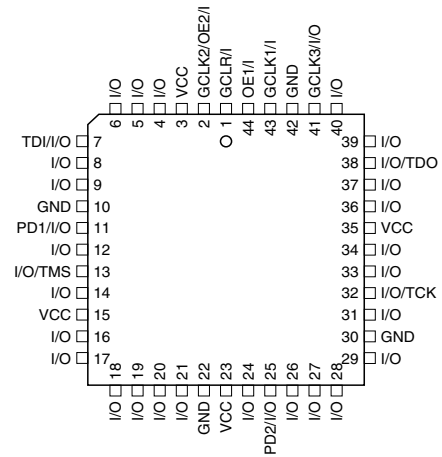 I/O
I/O
I/O
VCC
GCLK2/OE2/I
GCLR/I
OE1/I
GCLK1/I
GND
GCLK3/I/O
I/O
6
5
4
3
2
1
44
43
42
41
40
TDI/I/O 7
I/O 8
I/O 9
GND 10
PD1/I/O 11
I/O 12
I/O/TMS 13
I/O 14
VCC 15
I/O 16
I/O 17
39 I/O
38 I/O/TDO
37 I/O
36 I/O
35 VCC
34 I/O
33 I/O
32 I/O/TCK
31 I/O
30 GND
29 I/O
18
19
20
21
22
23
24
25
26
27
28
I/O
I/O
I/O
I/O
GND
VCC
I/O
PD2/I/O
I/O
I/O
I/O